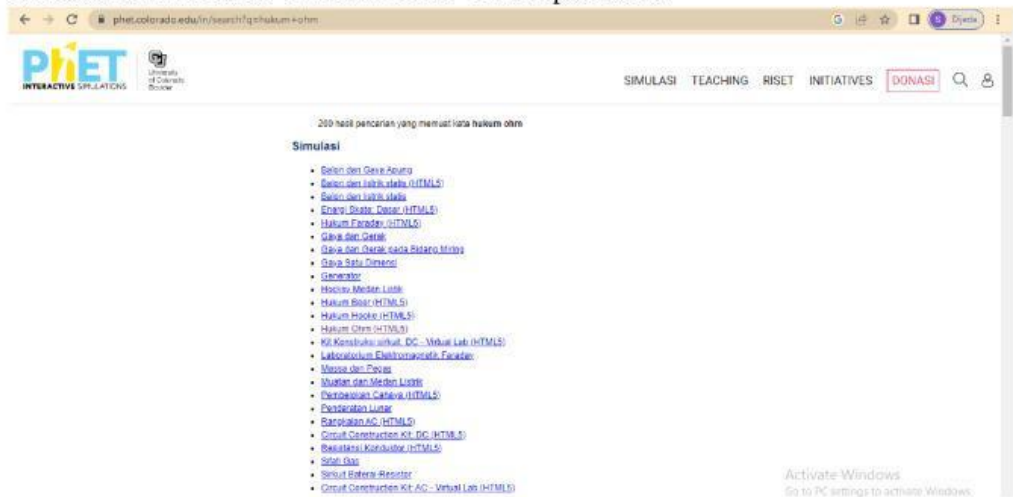 phet.colorado.edu/in/search?q=hukum+ohm
Dijeda
PhET
INTERACTIVE SIMULATIONS
University
of Colorado
Boulder
SIMULASI TEACHING RISET INITIATIVES DONASI
200 hasil pencarian yang memuat kata hukum ohm
Simulasi
Balon dan Gaya Apung
Balon dan listrik statis (HTML5)
Balon dan listrik statis
Energi Skate: Dasar (HTML5)
Hukum Faraday (HTML5)
Gaya dan Gerak
Gaya dan Gerak pada Bidang Miring
Gaya Satu Dimensi
Generator
Hockey Medan Listrik
Hukum Beer (HTML5)
Hukum Hooke (HTML5)
Hukum Ohm (HTML5)
Kit Konstruksi sirkuit: DC - Virtual Lab (HTML5)
Laboratorium Elektromagnetik Faraday
Massa dan Pegas
Muatan dan Medan Listrik
Pembelokan Cahaya (HTML5)
Pendaratan Lunar
Rangkaian AC (HTML5)
Circuit Construction Kit: DC (HTML5)
Resistansi Konduktor (HTML5)
Sifat Gas
Sirkuit Baterai-Resistor
Circuit Construction Kit: AC - Virtual Lab (HTML5)
Activate Windows
Go to PC settings to activate Windows.